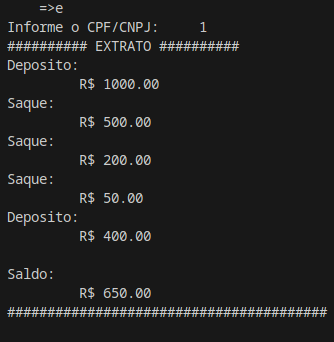 =>e
Informe o CPF/CNPJ: 1
########## EXTRATO ##########
Deposito:
R$ 1000.00
Saque:
R$ 500.00
Saque:
R$ 200.00
Saque:
R$ 50.00
Deposito:
R$ 400.00
Saldo:
R$ 650.00
########################################